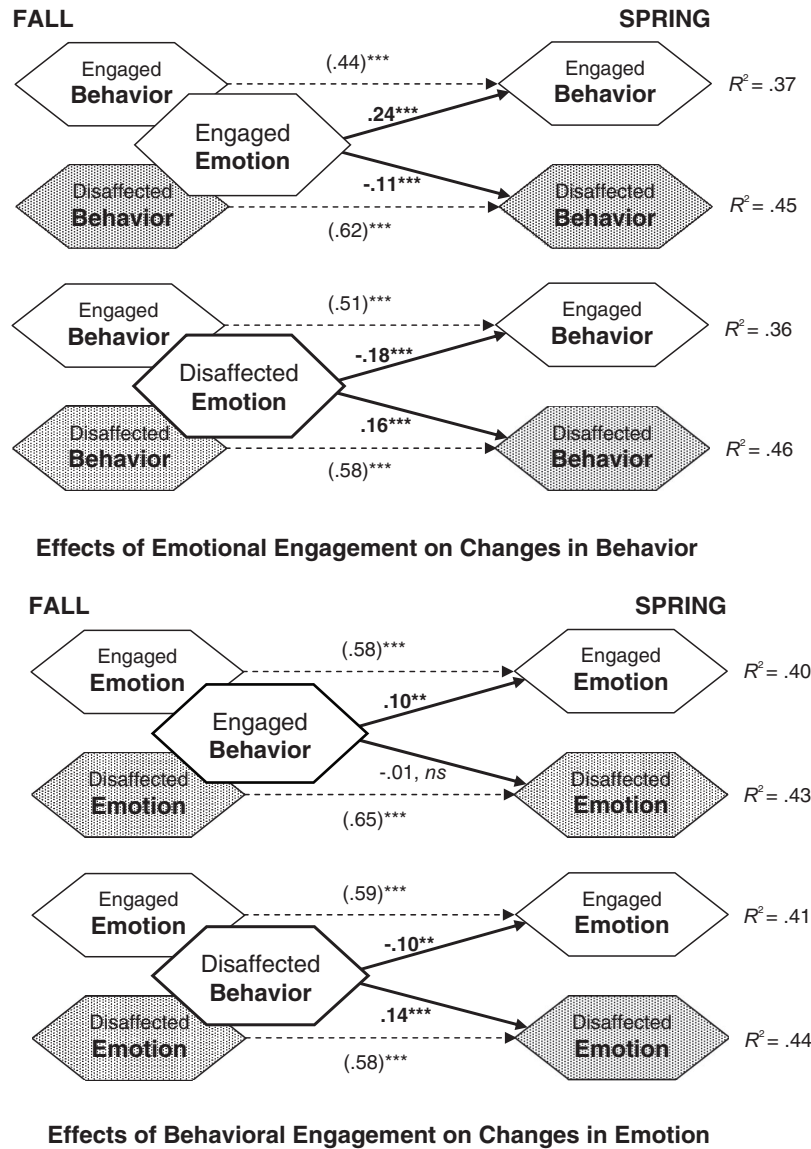 FALL
SPRING
Engaged
Behavior
(.44)***
Engaged
Behavior
R² = .37
Engaged
Emotion
.24***
-.11***
Disaffected
Behavior
(.62)***
Disaffected
Behavior
R² = .45
Engaged
Behavior
(.51)***
Engaged
Behavior
R² = .36
Disaffected
Emotion
-.18***
.16***
Disaffected
Behavior
(.58)***
Disaffected
Behavior
R² = .46
Effects of Emotional Engagement on Changes in Behavior
FALL
SPRING
Engaged
Emotion
(.58)***
Engaged
Emotion
R² = .40
Engaged
Behavior
.10**
-.01, ns
Disaffected
Emotion
(.65)***
Disaffected
Emotion
R² = .43
Engaged
Emotion
(.59)***
Engaged
Emotion
R² = .41
Disaffected
Behavior
-.10**
.14***
Disaffected
Emotion
(.58)***
Disaffected
Emotion
R² = .44
Effects of Behavioral Engagement on Changes in Emotion